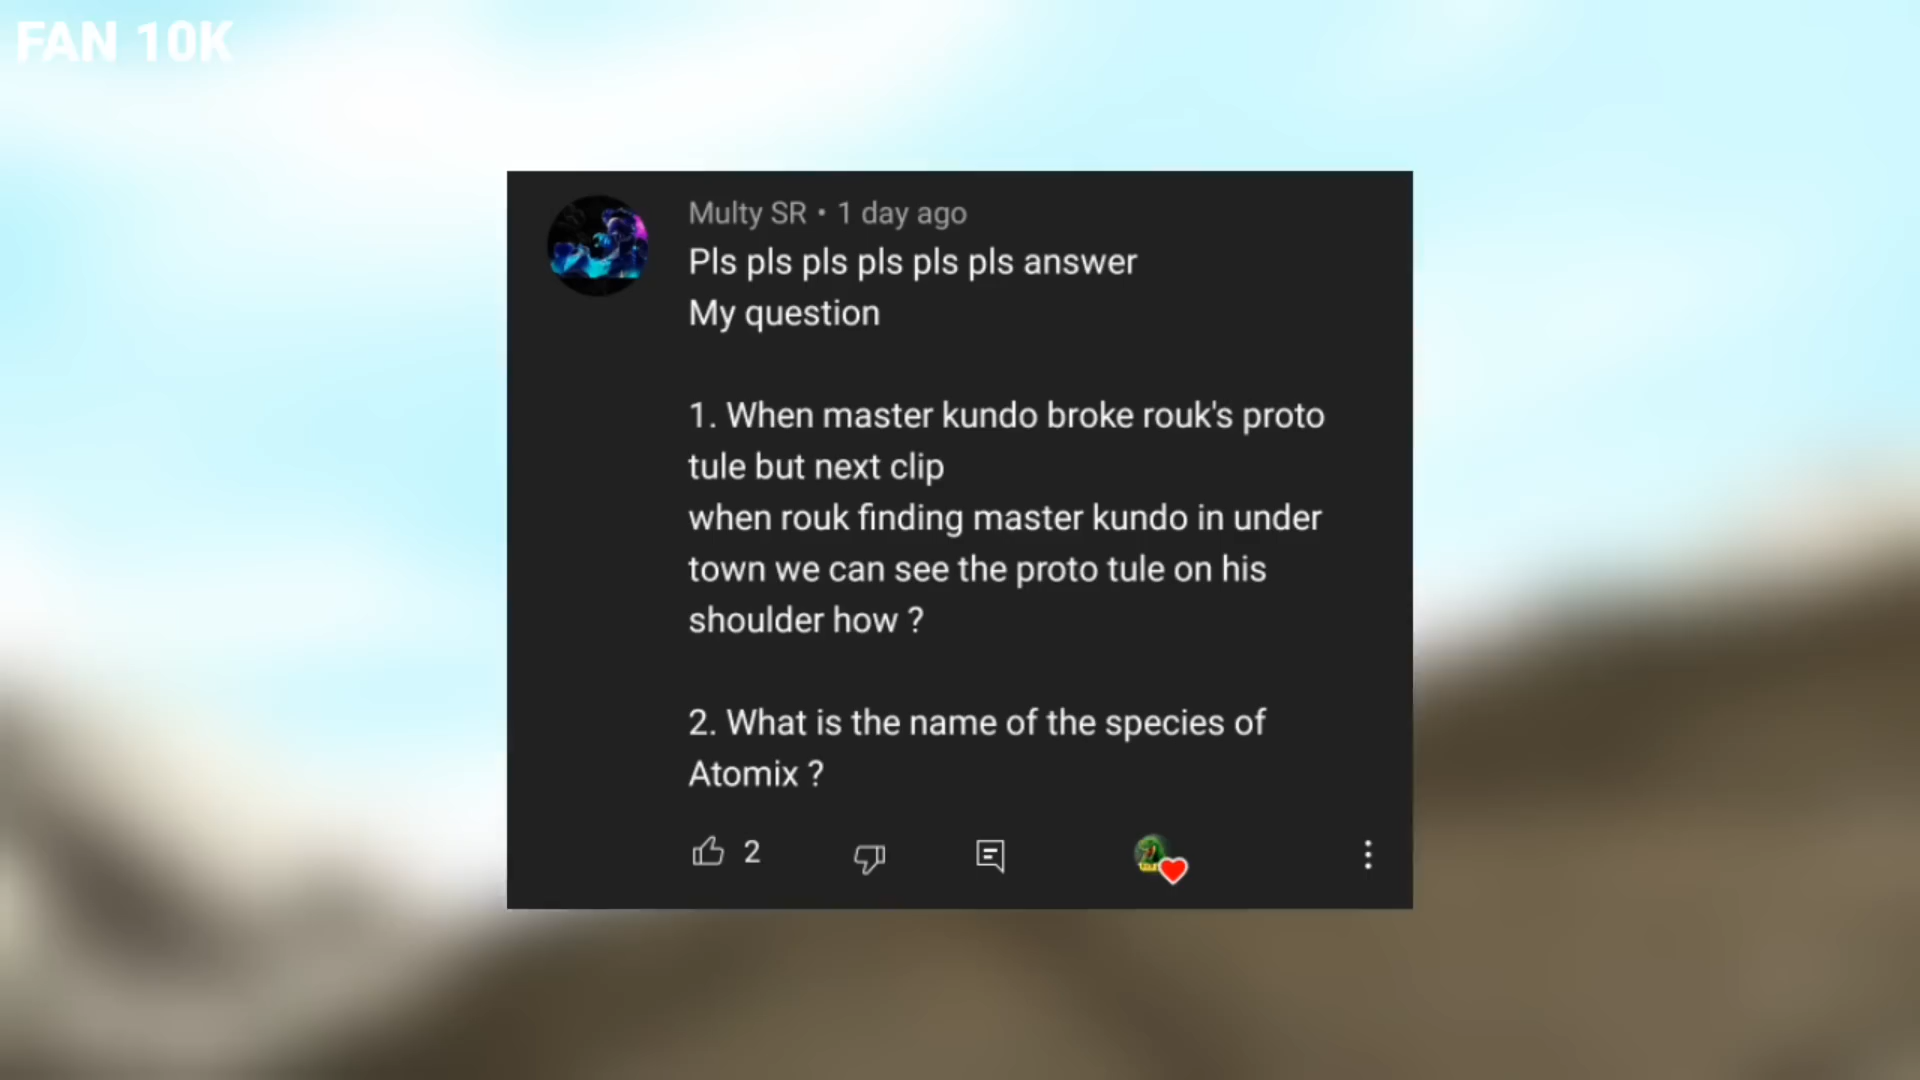 FAN 10K
Multy SR • 1 day ago
Pls pls pls pls pls pls answer
My question
1. When master kundo broke rouk's proto
tule but next clip
when rouk finding master kundo in under
town we can see the proto tule on his
shoulder how ?
2. What is the name of the species of
Atomix ?
2